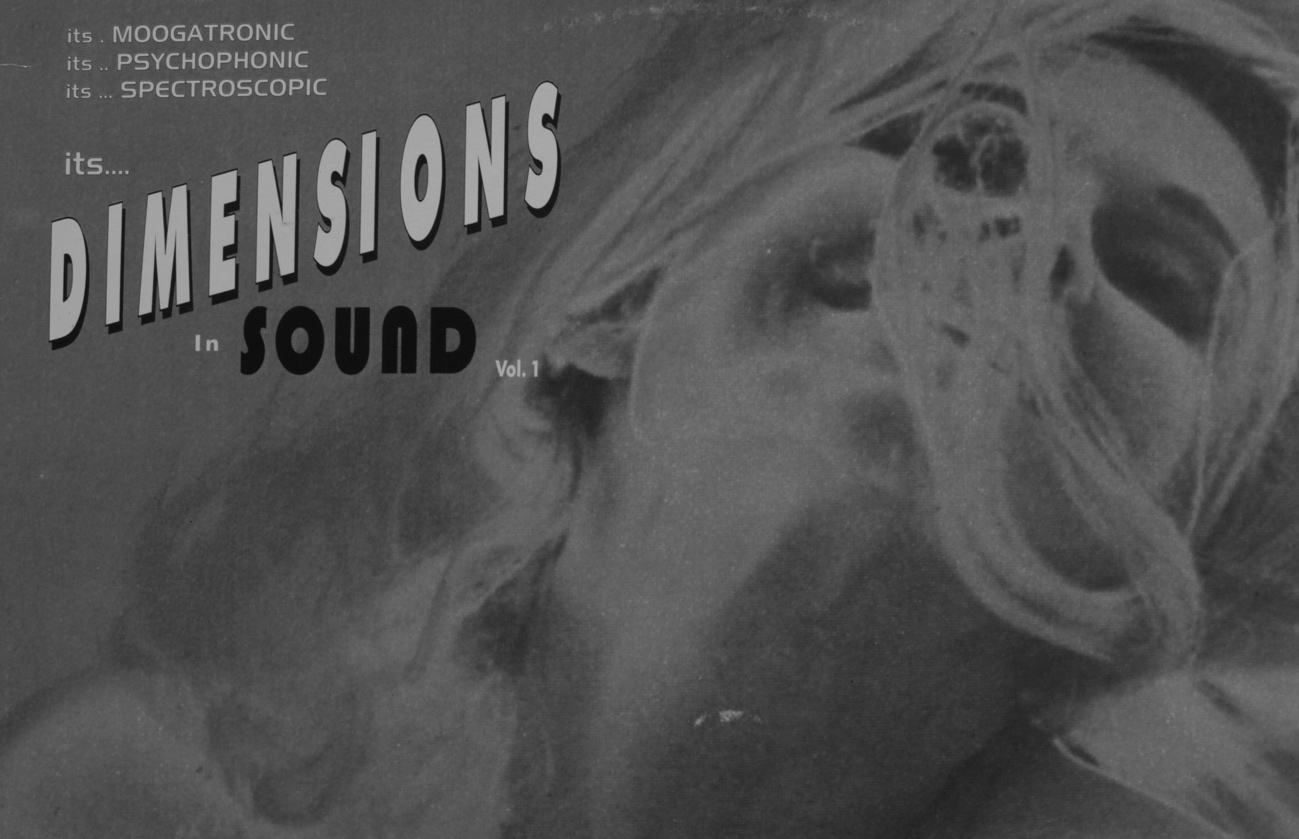 its . MOOGATRONIC
its .. PSYCHOPHONIC
its ... SPECTROSCOPIC
its....
DIMENSIONS
In SOUND
Vol. 1